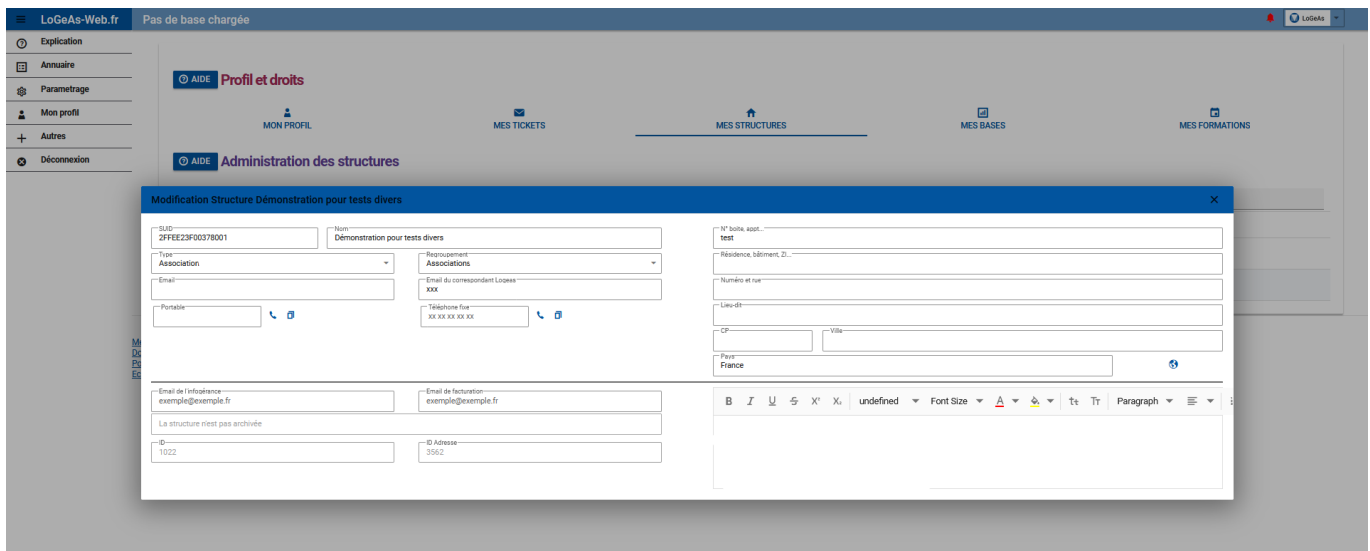 LoGeAs-Web.fr
Pas de base chargée
LoGeAs
Explication
Annuaire
Parametrage
Mon profil
Autres
Déconnexion
AIDE Profil et droits
MON PROFIL
MES TICKETS
MES STRUCTURES
MES BASES
MES FORMATIONS
AIDE Administration des structures
Modification Structure Démonstration pour tests divers
SUID
2FFEE23F00378001
Nom
Démonstration pour tests divers
Type
Association
Regroupement
Associations
Email
Email du correspondant Logeas
xxx
Portable
Téléphone fixe
xx xx xx xx xx
N° boite, appt...
test
Résidence, bâtiment, ZI...
Numéro et rue
Lieu-dit
CP
Ville
Pays
France
Email de l'infogérance
exemple@exemple.fr
Email de facturation
exemple@exemple.fr
La structure n'est pas archivée
ID
1022
ID Adresse
3562
B I U S X² X₂ undefined Font Size A tt Tт Paragraph